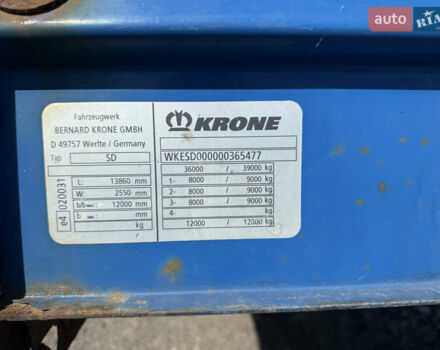 auto RIA
Fahrzeugwerk
BERNARD KRONE GMBH
D 49757 Werlte / Germany
Typ SD
e4 020031
L: 13860 mm
W: 2550 mm
b/b 12000 mm
b mm
kg
KRONE
WKESD000000365477
36000 / 39000 kg
1- 8000 / 9000 kg
2- 8000 / 9000 kg
3- 8000 / 9000 kg
4- kg
12000 / 12000 kg